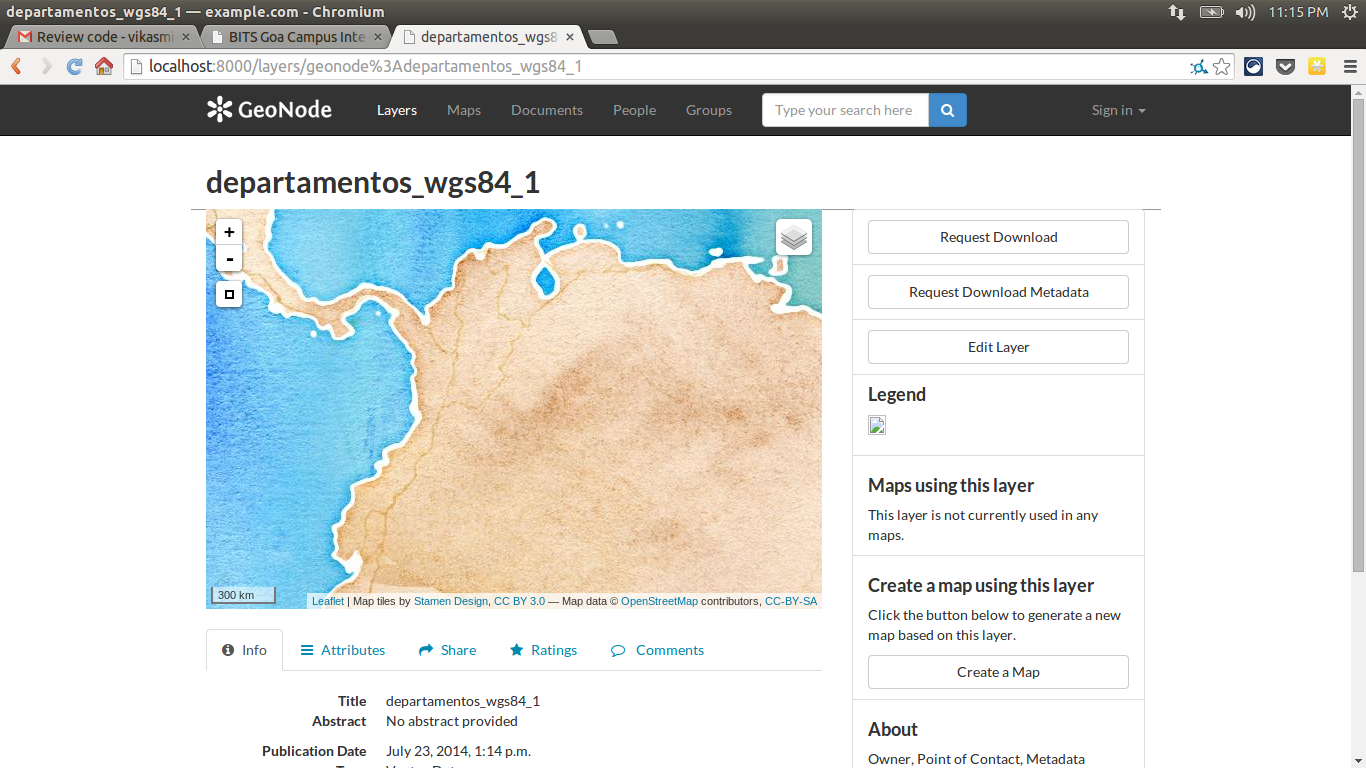 departamentos_wgs84_1 — example.com - Chromium
11:15 PM
Review code - vikasmi
BITS Goa Campus Inte
departamentos_wgs8
localhost:8000/layers/geonode%3Adepartamentos_wgs84_1
GeoNode
Layers
Maps
Documents
People
Groups
Type your search here
Sign in
departamentos_wgs84_1
+
-
300 km
Leaflet | Map tiles by Stamen Design, CC BY 3.0 — Map data © OpenStreetMap contributors, CC-BY-SA
Request Download
Request Download Metadata
Edit Layer
Legend
Maps using this layer
This layer is not currently used in any
maps.
Create a map using this layer
Click the button below to generate a new
map based on this layer.
Create a Map
About
Owner, Point of Contact, Metadata
Info
Attributes
Share
Ratings
Comments
Title departamentos_wgs84_1
Abstract No abstract provided
Publication Date July 23, 2014, 1:14 p.m.